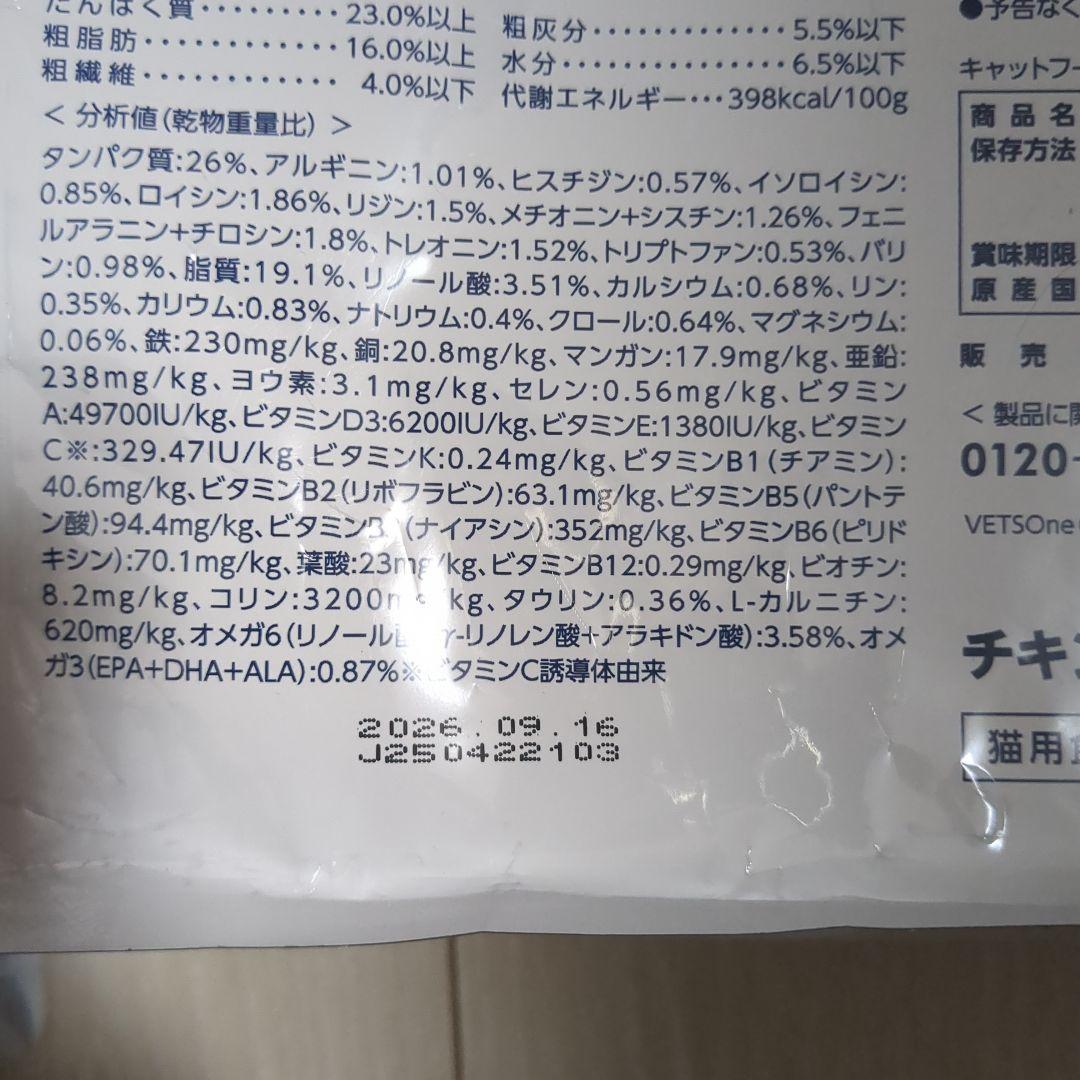 たんぱく質・・・・・・・・・23.0%以上
粗脂肪・・・・・・・・・・・・16.0%以上
粗繊維・・・・・・・・・・・・4.0%以下
粗灰分・・・・・・・・・・・・・5.5%以下
水分・・・・・・・・・・・・・・・6.5%以下
代謝エネルギー・・・398kcal/100g
＜分析値(乾物重量比)＞
タンパク質:26%、アルギニン:1.01%、ヒスチジン:0.57%、イソロイシン:
0.85%、ロイシン:1.86%、リジン:1.5%、メチオニン+シスチン:1.26%、フェニ
ルアラニン+チロシン:1.8%、トレオニン:1.52%、トリプトファン:0.53%、バリ
ン:0.98%、脂質:19.1%、リノール酸:3.51%、カルシウム:0.68%、リン:
0.35%、カリウム:0.83%、ナトリウム:0.4%、クロール:0.64%、マグネシウム:
0.06%、鉄:230mg/kg、銅:20.8mg/kg、マンガン:17.9mg/kg、亜鉛:
238mg/kg、ヨウ素:3.1mg/kg、セレン:0.56mg/kg、ビタミン
A:49700IU/kg、ビタミンD3:6200IU/kg、ビタミンE:1380IU/kg、ビタミン
C※:329.47IU/kg、ビタミンK:0.24mg/kg、ビタミンB1(チアミン):
40.6mg/kg、ビタミンB2(リボフラビン):63.1mg/kg、ビタミンB5(パントテ
ン酸):94.4mg/kg、ビタミンB (ナイアシン):352mg/kg、ビタミンB6(ピリド
キシン):70.1mg/kg、葉酸:23mg/kg、ビタミンB12:0.29mg/kg、ビオチン:
8.2mg/kg、コリン:3200mg/kg、タウリン:0.36%、L-カルニチン:
620mg/kg、オメガ6(リノール酸+γ-リノレン酸+アラキドン酸):3.58%、オメ
ガ3(EPA+DHA+ALA):0.87%※ビタミンC誘導体由来
2026.09.16
J250422103
●予告なく
キャットフー
商品名
保存方法
賞味期限
原産国
販売
＜製品に関
0120-
VETSOne
チキン
猫用食